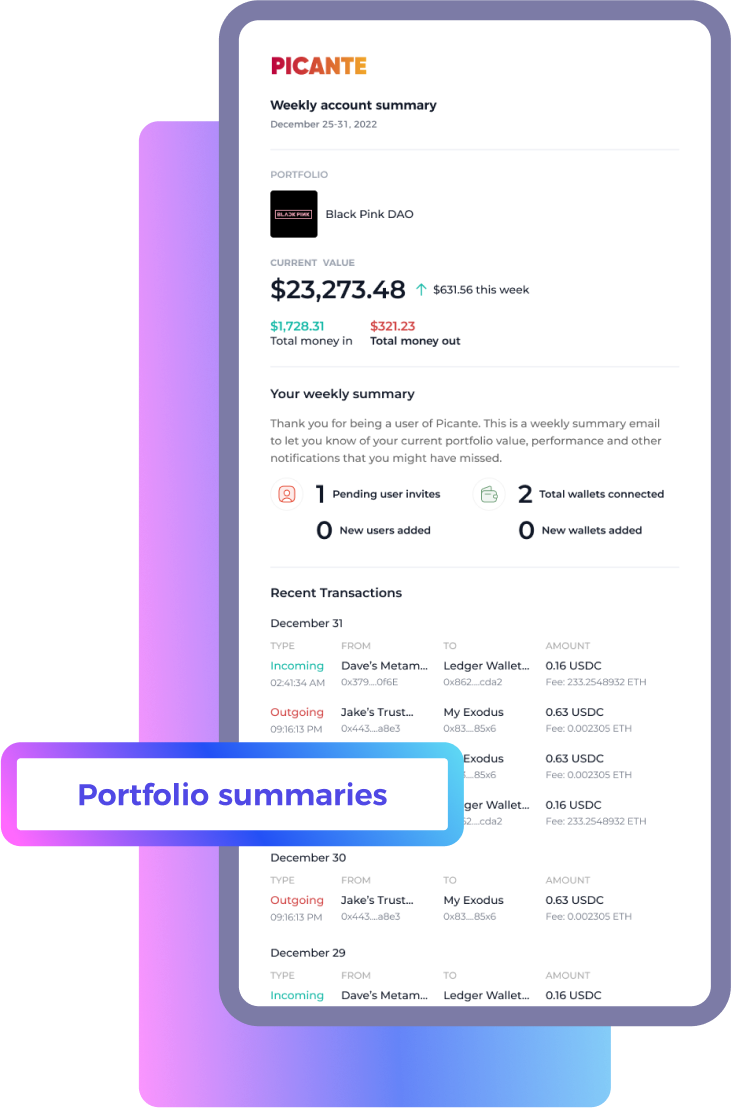 PICANTE
Weekly account summary
December 25-31, 2022
PORTFOLIO
BLACKPINK
Black Pink DAO
CURRENT VALUE
$23,273.48 ↑ $631.56 this week
$1,728.31 $321.23
Total money in Total money out
Your weekly summary
Thank you for being a user of Picante. This is a weekly summary email
to let you know of your current portfolio value, performance and other
notifications that you might have missed.
1 Pending user invites 2 Total wallets connected
0 New users added 0 New wallets added
Recent Transactions
December 31
TYPE FROM TO AMOUNT
Incoming Dave's Metam... Ledger Wallet... 0.16 USDC
02:41:34 AM 0x379....0f6E 0x862....cda2 Fee: 233.2548932 ETH
Outgoing Jake's Trust... My Exodus 0.63 USDC
09:16:13 PM 0x443....a8e3 0x83....85x6 Fee: 0.002305 ETH
Exodus 0.63 USDC
85x6 Fee: 0.002305 ETH
Portfolio summaries
ger Wallet... 0.16 USDC
62....cda2 Fee: 233.2548932 ETH
December 30
TYPE FROM TO AMOUNT
Outgoing Jake's Trust... My Exodus 0.63 USDC
09:16:13 PM 0x443....a8e3 0x83....85x6 Fee: 0.002305 ETH
December 29
TYPE FROM TO AMOUNT
Incoming Dave's Metam... Ledger Wallet... 0.16 USDC